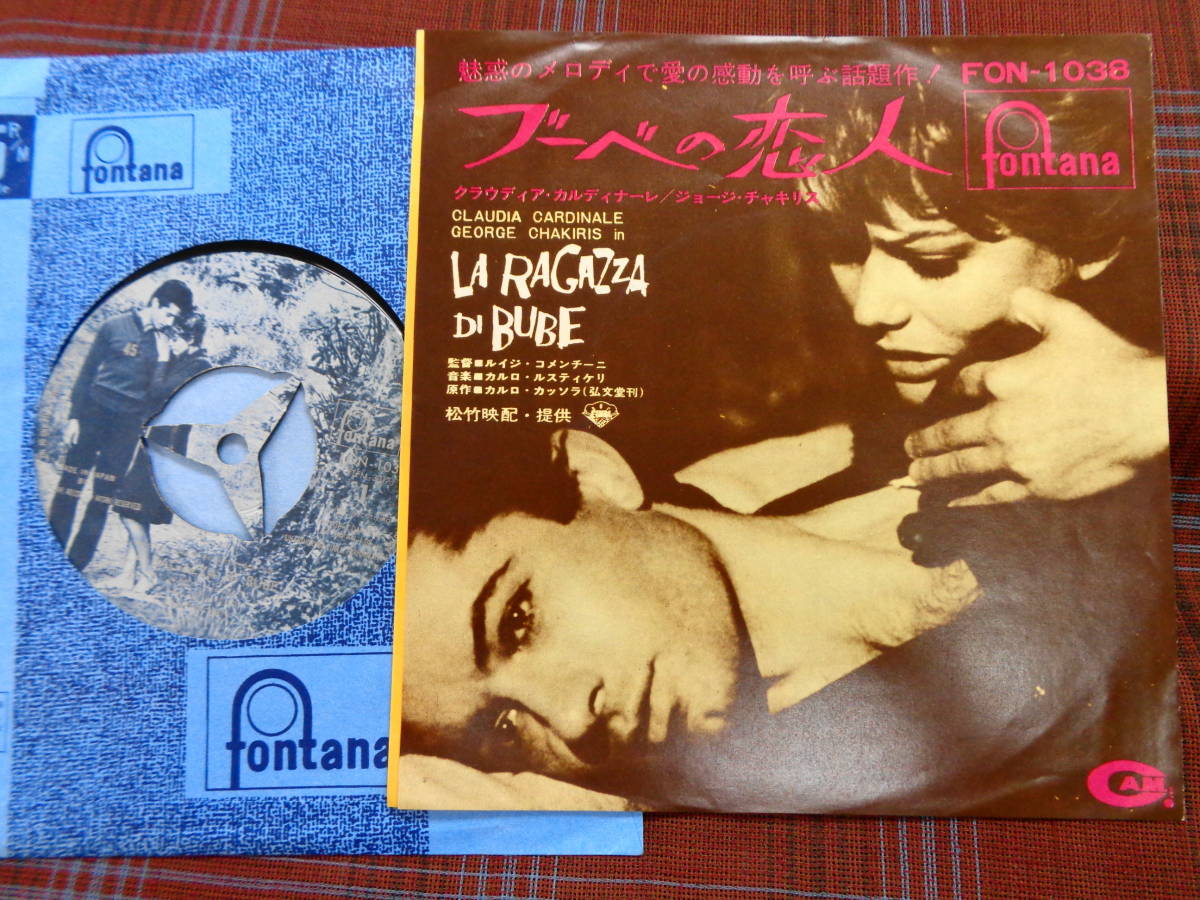 魅惑のメロディで愛の感動を呼ぶ話題作!
FON-1038
ブーベの恋人
fontana
クラウディア・カルディナーレ/ジョージ・チャキリス
CLAUDIA CARDINALE
GEORGE CHAKIRIS in
LA RAGAZZA
DI BUBE
監督■ルイジ・コメンチーニ
音楽■カルロ・ルスティケリ
原作■カルロ・カッソラ(弘文堂刊)
松竹映配・提供
CAM
fontana
45
fontana
fontana